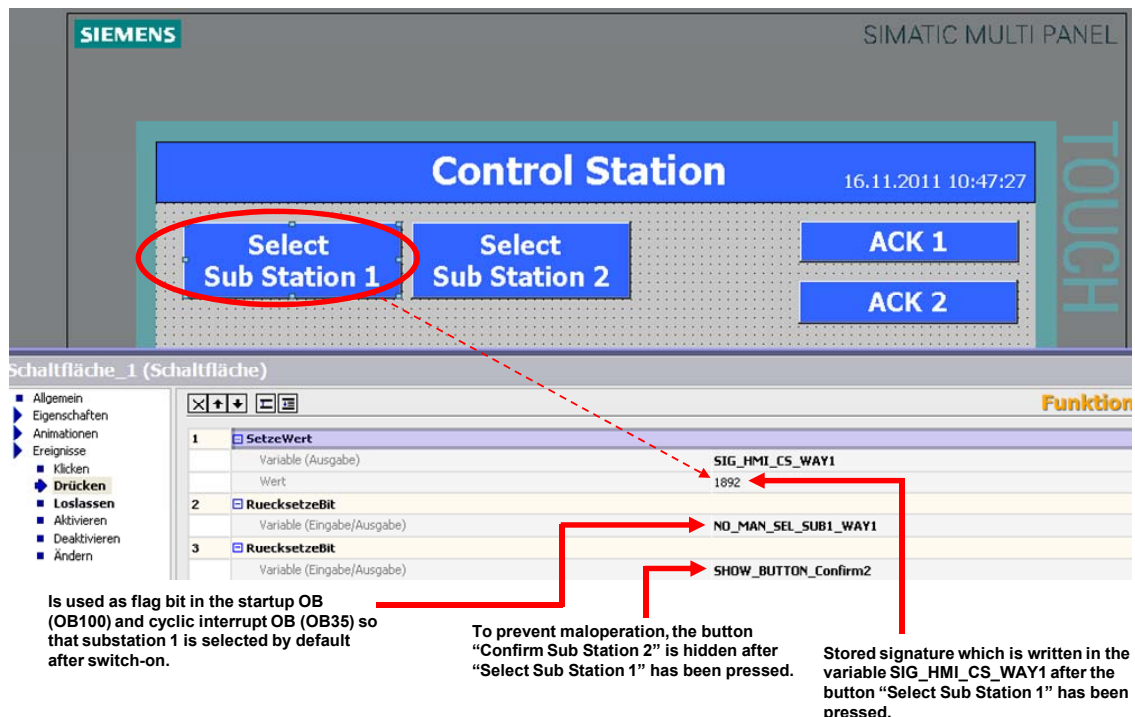 SIEMENS
SIMATIC MULTI PANEL
TOUCH
Control Station
16.11.2011 10:47:27
Select
Sub Station 1
Select
Sub Station 2
ACK 1
ACK 2
Schaltfläche_1 (Schaltfläche)
Allgemein
Eigenschaften
Animationen
Ereignisse
Klicken
Drücken
Loslassen
Aktivieren
Deaktivieren
Ändern
Funktion
1 SetzeWert
Variable (Ausgabe) SIG_HMI_CS_WAY1
Wert 1892
2 RuecksetzeBit
Variable (Eingabe/Ausgabe) NO_MAN_SEL_SUB1_WAY1
3 RuecksetzeBit
Variable (Eingabe/Ausgabe) SHOW_BUTTON_Confirm2
Is used as flag bit in the startup OB
(OB100) and cyclic interrupt OB (OB35) so
that substation 1 is selected by default
after switch-on.
To prevent maloperation, the button
“Confirm Sub Station 2” is hidden after
“Select Sub Station 1” has been pressed.
Stored signature which is written in the
variable SIG_HMI_CS_WAY1 after the
button “Select Sub Station 1” has been
pressed.